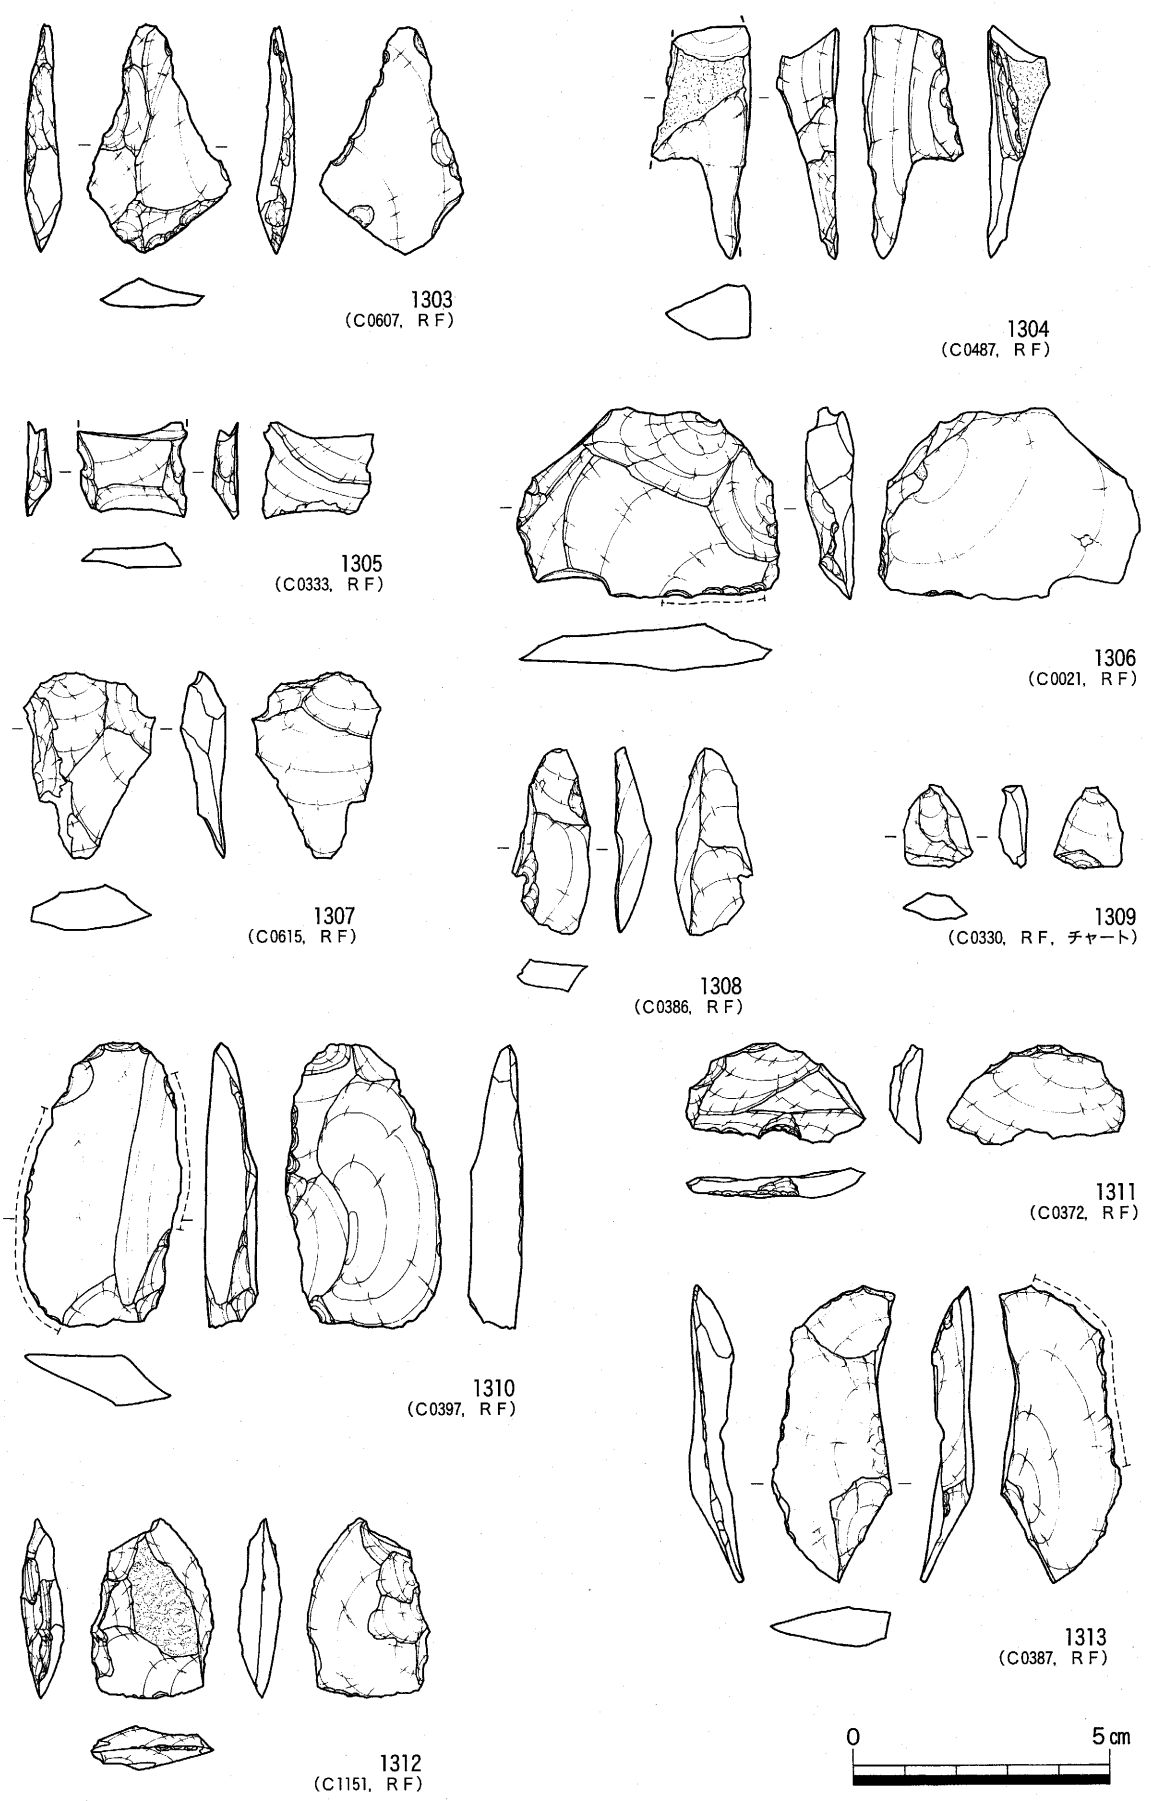 1303
(C0607, RF)
1304
(C0487, RF)
1305
(C0333, RF)
1306
(C0021, RF)
1307
(C0615, RF)
1308
(C0386, RF)
1309
(C0330, RF, チャート)
1310
(C0397, RF)
1311
(C0372, RF)
1312
(C1151, RF)
1313
(C0387, RF)
0 5cm